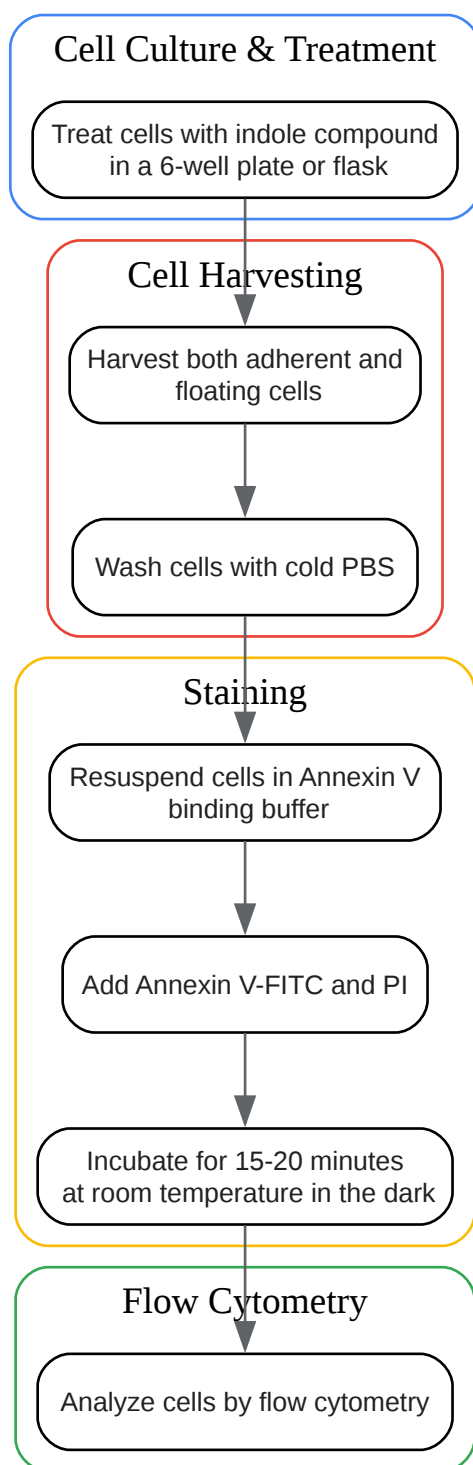 Cell Culture & Treatment
Treat cells with indole compound
in a 6-well plate or flask
Cell Harvesting
Harvest both adherent and
floating cells
Wash cells with cold PBS
Staining
Resuspend cells in Annexin V
binding buffer
Add Annexin V-FITC and PI
Incubate for 15-20 minutes
at room temperature in the dark
Flow Cytometry
Analyze cells by flow cytometry